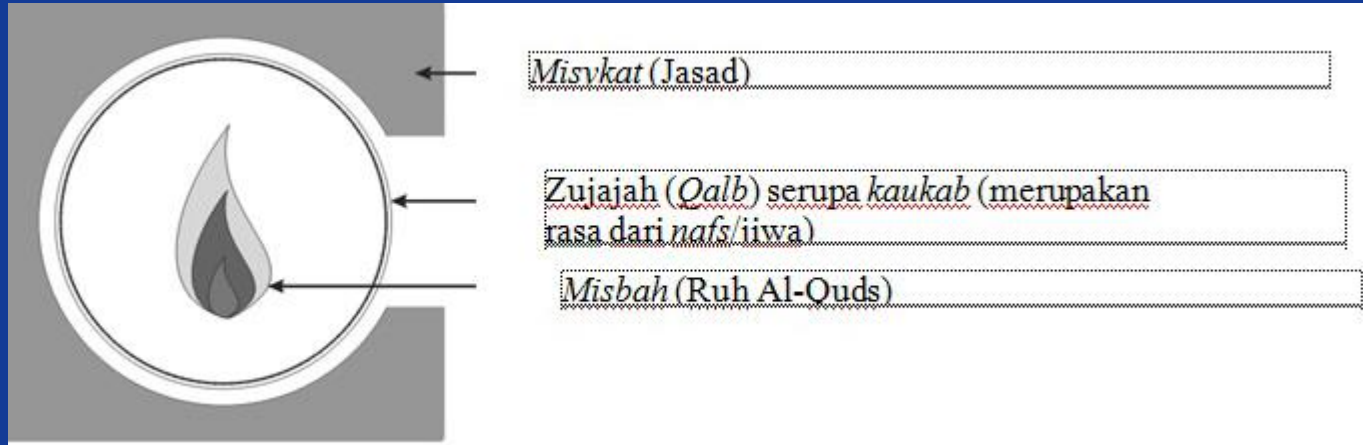 Misykat (Jasad)
Zujajah (Qalb) serupa kaukab (merupakan
rasa dari nafs/jiwa)
Misbah (Ruh Al-Quds)